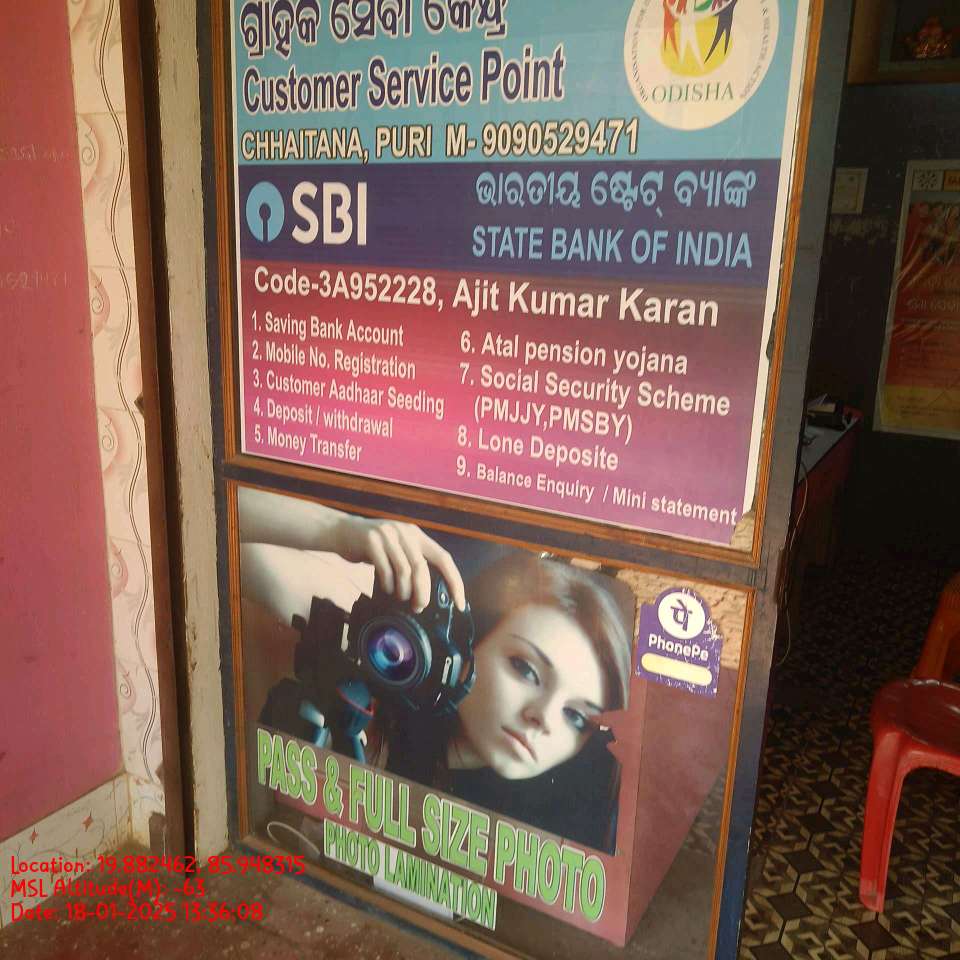 ଗ୍ରାହକ ସେବା କେନ୍ଦ୍ର
Customer Service Point
ODISHA
CHHAITANA, PURI M- 9090529471
SBI
ଭାରତୀୟ ଷ୍ଟେଟ୍ ବ୍ୟାଙ୍କ
STATE BANK OF INDIA
Code-3A952228, Ajit Kumar Karan
1. Saving Bank Account
2. Moblle No. Registration
3. Customer Aadhaar Seeding
4. Deposit / withdrawal
5. Money Transfer
6. Atal pension yojana
7. Social Security Scheme
(PMJJY,PMSBY)
8. Lone Deposite
9. Balance Enquiry / Mini statement
पे
PhonePe
PASS & FULL SIZE PHOTO
PHOTO LAMINATION
Location: 19.882462, 85.948315
MSL Altitude(M): -63
Date: 18-01-2025 13:36:08